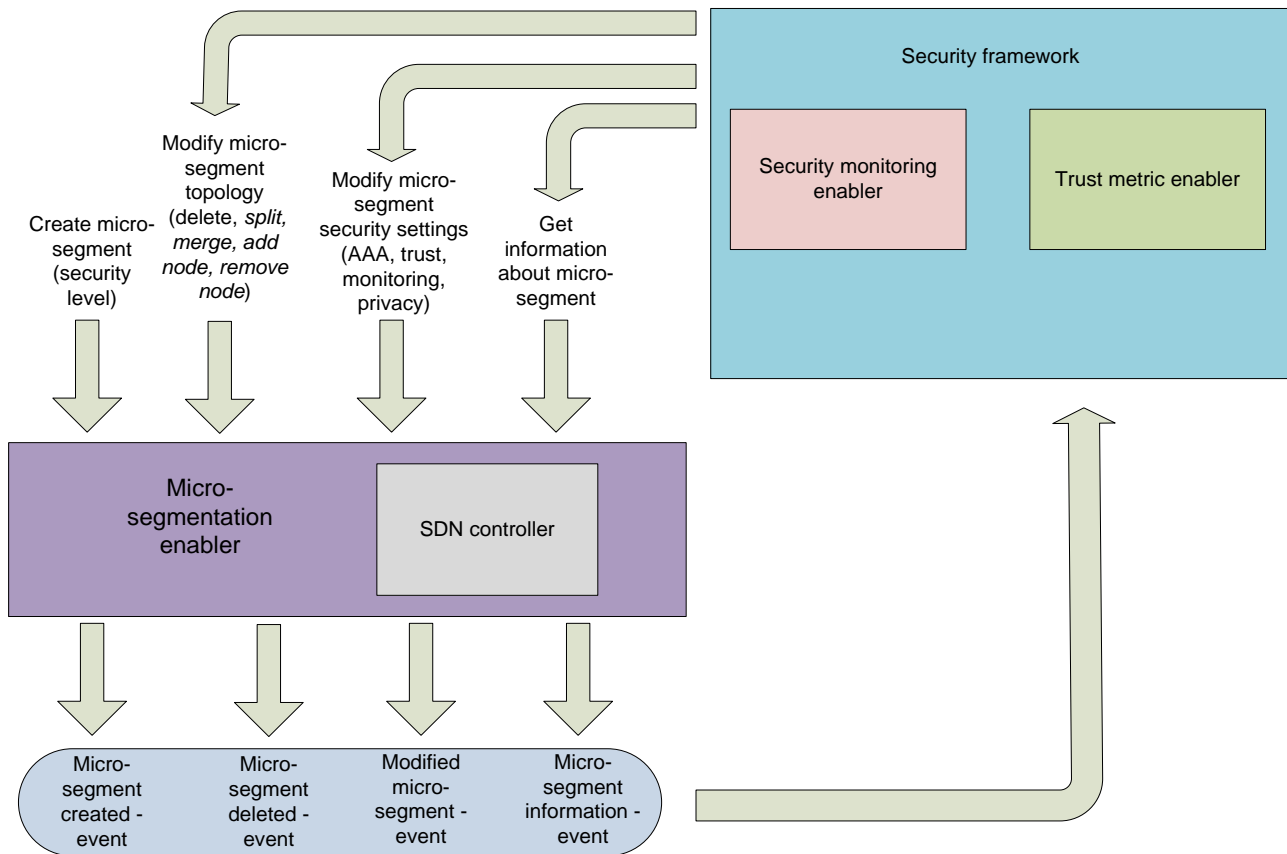 Security framework
Security monitoring
enabler
Trust metric enabler
Create micro-
segment
(security
level)
Modify micro-
segment
topology
(delete, split,
merge, add
node, remove
node)
Modify micro-
segment
security settings
(AAA, trust,
monitoring,
privacy)
Get
information
about micro-
segment
Micro-
segmentation
enabler
SDN controller
Micro-
segment
created -
event
Micro-
segment
deleted -
event
Modified
micro-
segment -
event
Micro-
segment
information -
event